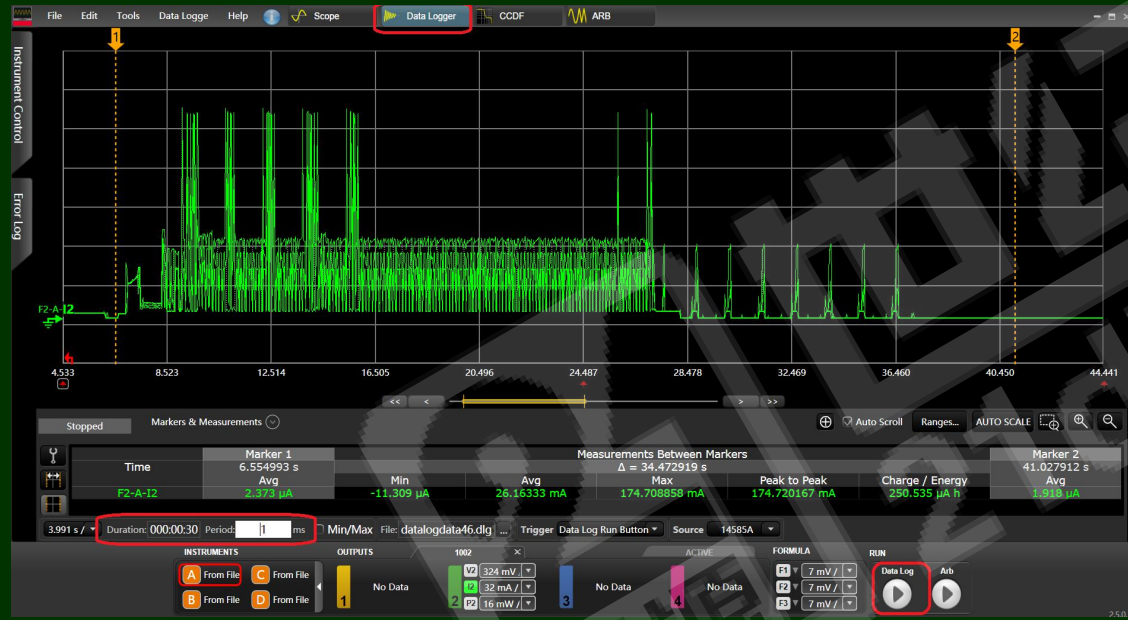 File Edit Tools Data Logge Help Scope Data Logger CCDF ARB
1 2
Instrument Control
Error Log
F2-A-I2
4.533 8.523 12.514 16.505 20.496 24.487 28.478 32.469 36.460 40.450 44.441
<< < > >>
Stopped Markers & Measurements Auto Scroll Ranges... AUTO SCALE
Marker 1 Measurements Between Markers Marker 2
Time 6.554993 s Δ = 34.472919 s 41.027912 s
Avg Min Avg Max Peak to Peak Charge / Energy Avg
F2-A-I2 2.373 µA -11.309 µA 26.16333 mA 174.708858 mA 174.720167 mA 250.535 µA h 1.918 µA
3.991 s / Duration: 000:00:30 Period: 1 ms Min/Max File: datalogdata46.dlg ... Trigger Data Log Run Button Source 14585A
INSTRUMENTS OUTPUTS 1002 × ACTIVE FORMULA RUN
A From File C From File
B From File D From File
1 No Data
2 V2 324 mV / I2 32 mA / P2 16 mW /
3 No Data
4 No Data
F1 7 mV /
F2 7 mV /
F3 7 mV /
Data Log Arb
2.5.0